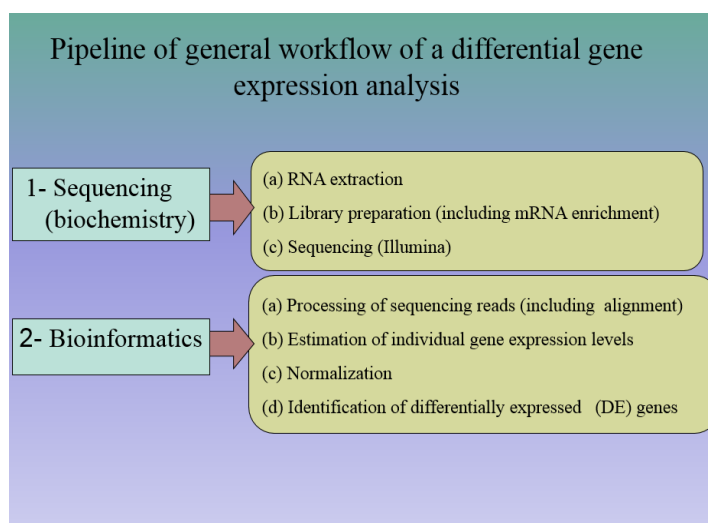 Pipeline of general workflow of a differential gene
expression analysis
1- Sequencing
(biochemistry)
(a) RNA extraction
(b) Library preparation (including mRNA enrichment)
(c) Sequencing (Illumina)
2- Bioinformatics
(a) Processing of sequencing reads (including alignment)
(b) Estimation of individual gene expression levels
(c) Normalization
(d) Identification of differentially expressed (DE) genes